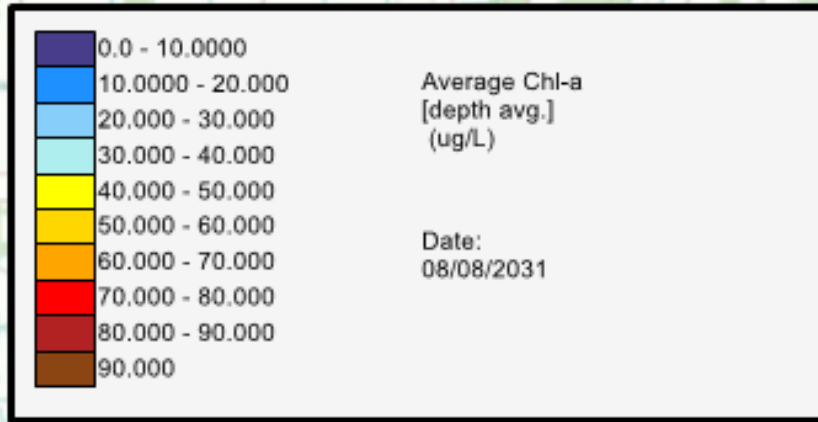 0.0 - 10.0000
10.0000 - 20.000
20.000 - 30.000
30.000 - 40.000
40.000 - 50.000
50.000 - 60.000
60.000 - 70.000
70.000 - 80.000
80.000 - 90.000
90.000
Average Chl-a
[depth avg.]
(ug/L)
Date:
08/08/2031